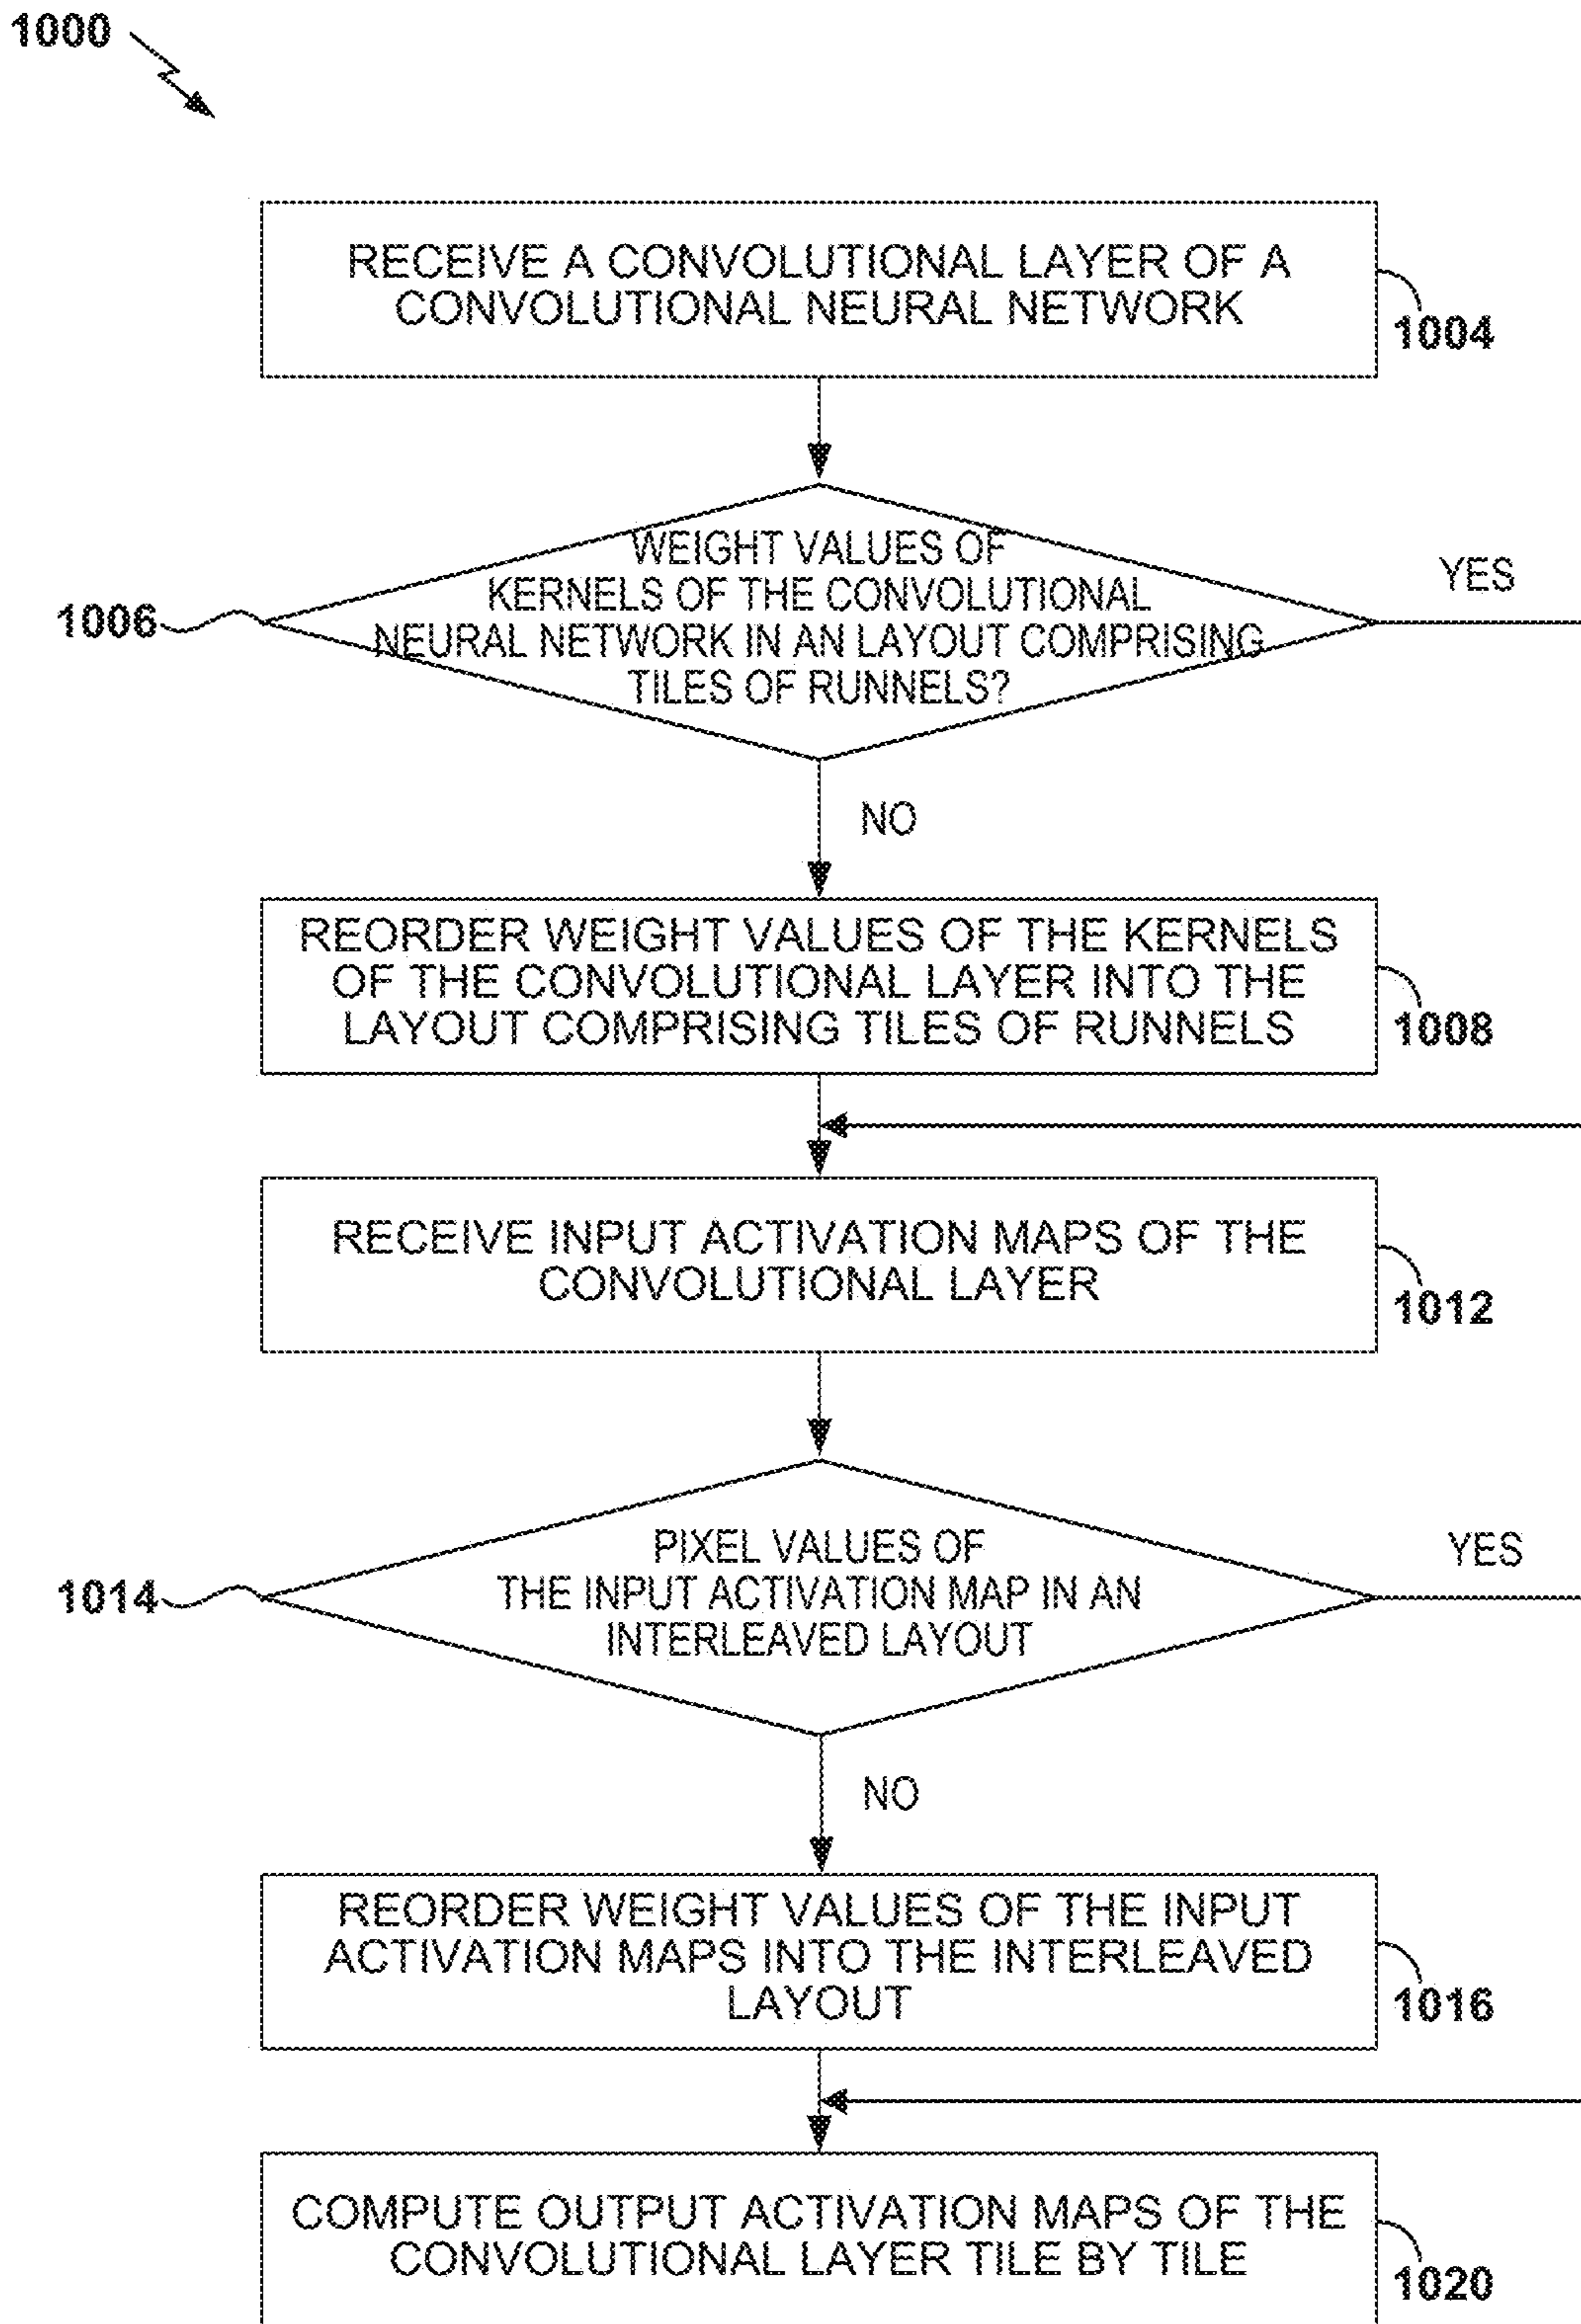 1000
RECEIVE A CONVOLUTIONAL LAYER OF A
CONVOLUTIONAL NEURAL NETWORK
1004
WEIGHT VALUES OF
KERNELS OF THE CONVOLUTIONAL
NEURAL NETWORK IN AN LAYOUT COMPRISING
TILES OF RUNNELS?
YES
1006
NO
REORDER WEIGHT VALUES OF THE KERNELS
OF THE CONVOLUTIONAL LAYER INTO THE
LAYOUT COMPRISING TILES OF RUNNELS
1008
RECEIVE INPUT ACTIVATION MAPS OF THE
CONVOLUTIONAL LAYER
1012
PIXEL VALUES OF
THE INPUT ACTIVATION MAP IN AN
INTERLEAVED LAYOUT
YES
1014
NO
REORDER WEIGHT VALUES OF THE INPUT
ACTIVATION MAPS INTO THE INTERLEAVED
LAYOUT
1016
COMPUTE OUTPUT ACTIVATION MAPS OF THE
CONVOLUTIONAL LAYER TILE BY TILE
1020